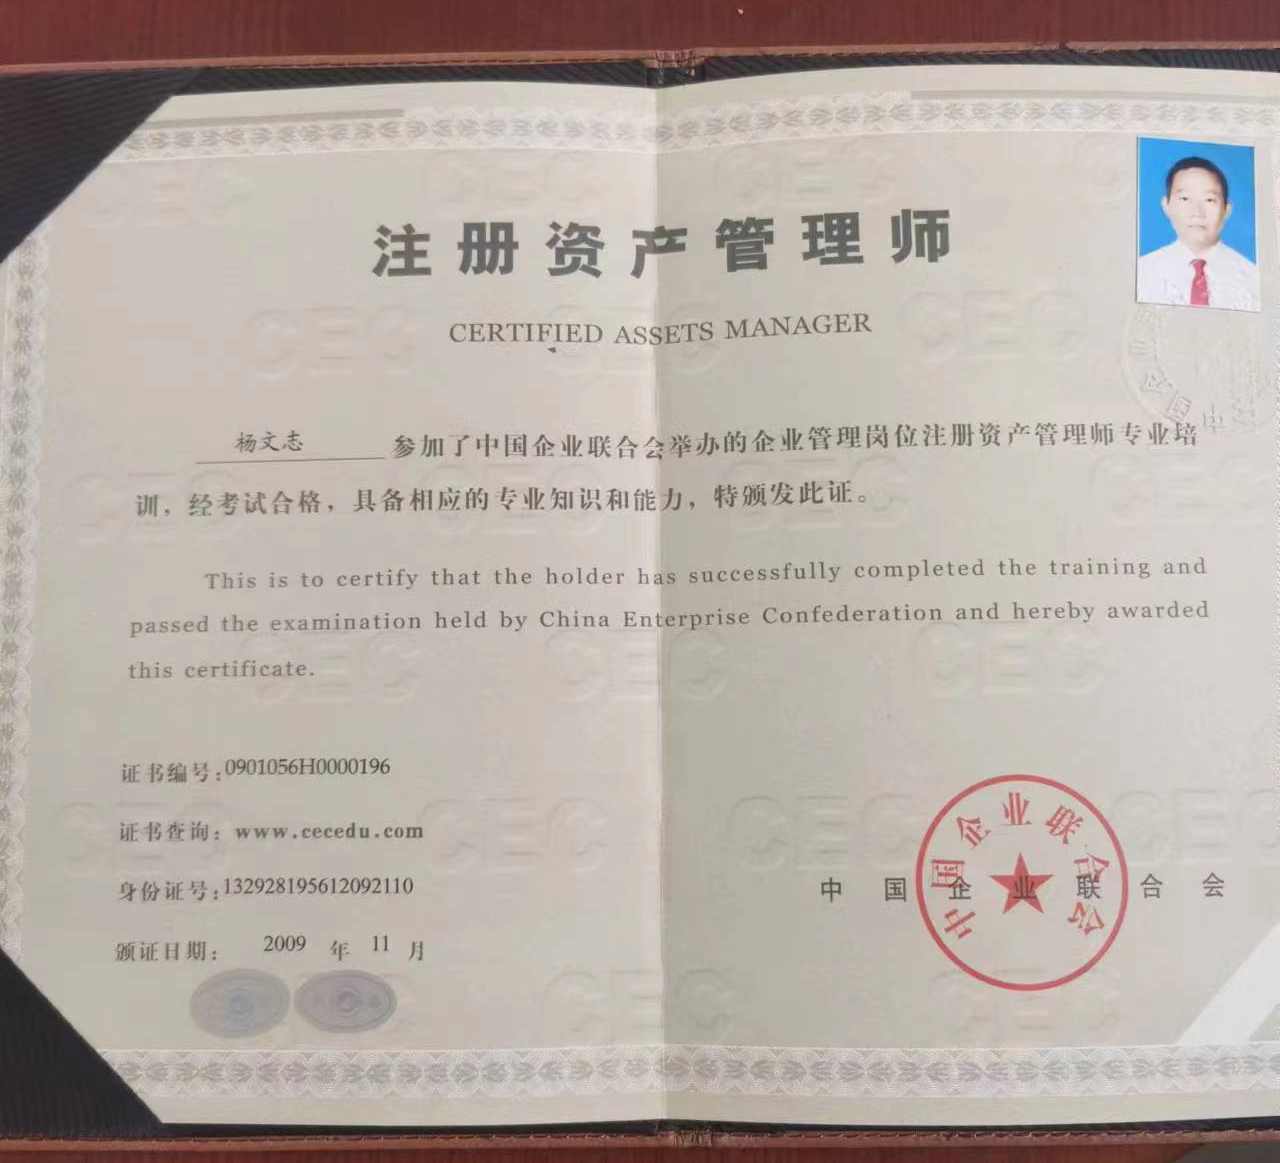 注册资产管理师
CERTIFIED ASSETS MANAGER
杨文志 参加了中国企业联合会举办的企业管理岗位注册资产管理师专业培
训，经考试合格，具备相应的专业知识和能力，特颁发此证。
This is to certify that the holder has successfully completed the training and
passed the examination held by China Enterprise Confederation and hereby awarded
this certificate.
证书编号:0901056H0000196
证书查询: www.cecedu.com
身份证号:132928195612092110
颁证日期: 2009 年 11 月
中国企业联合会
中国企业联合会